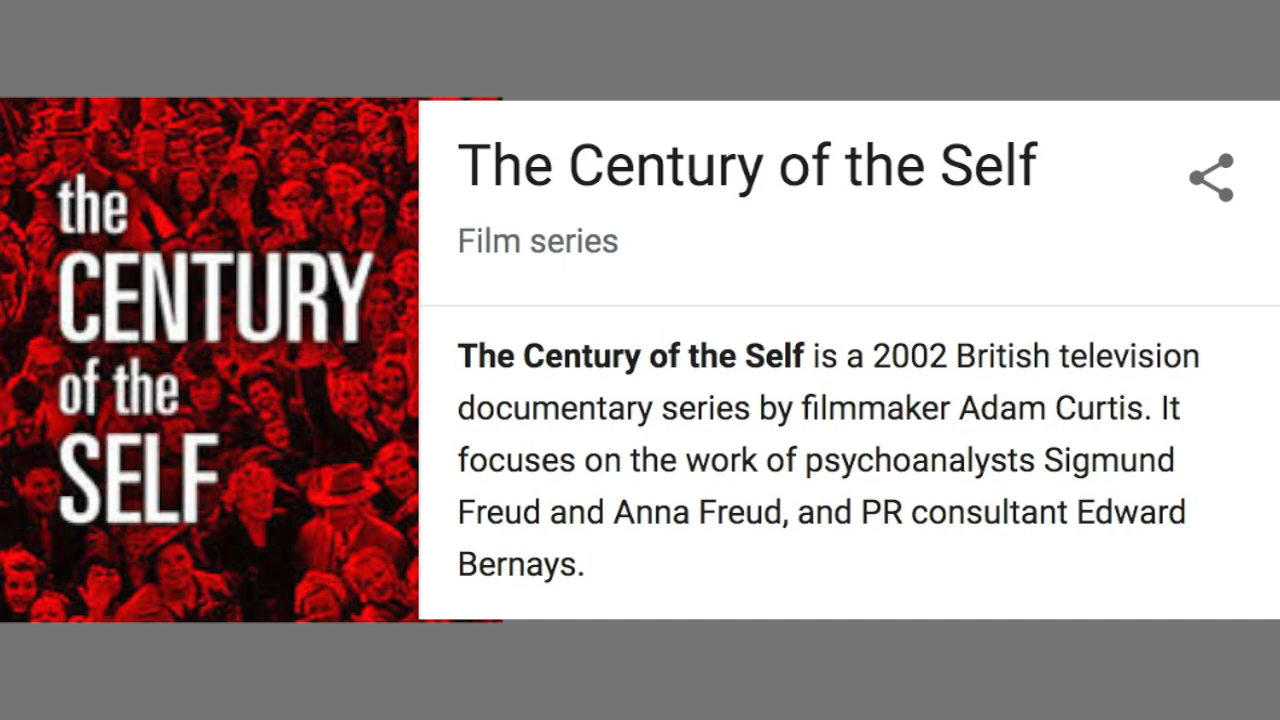 the
CENTURY
of the
SELF
The Century of the Self
Film series
The Century of the Self is a 2002 British television
documentary series by filmmaker Adam Curtis. It
focuses on the work of psychoanalysts Sigmund
Freud and Anna Freud, and PR consultant Edward
Bernays.